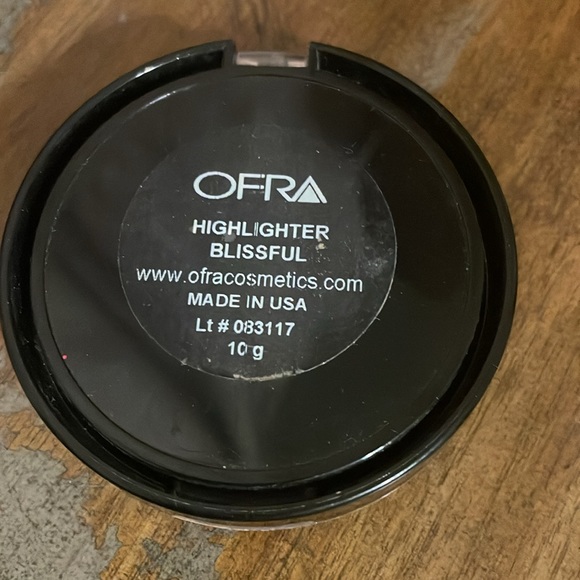 OFRA
HIGHLIGHTER
BLISSFUL
www.ofracosmetics.com
MADE IN USA
Lt # 083117
10 g